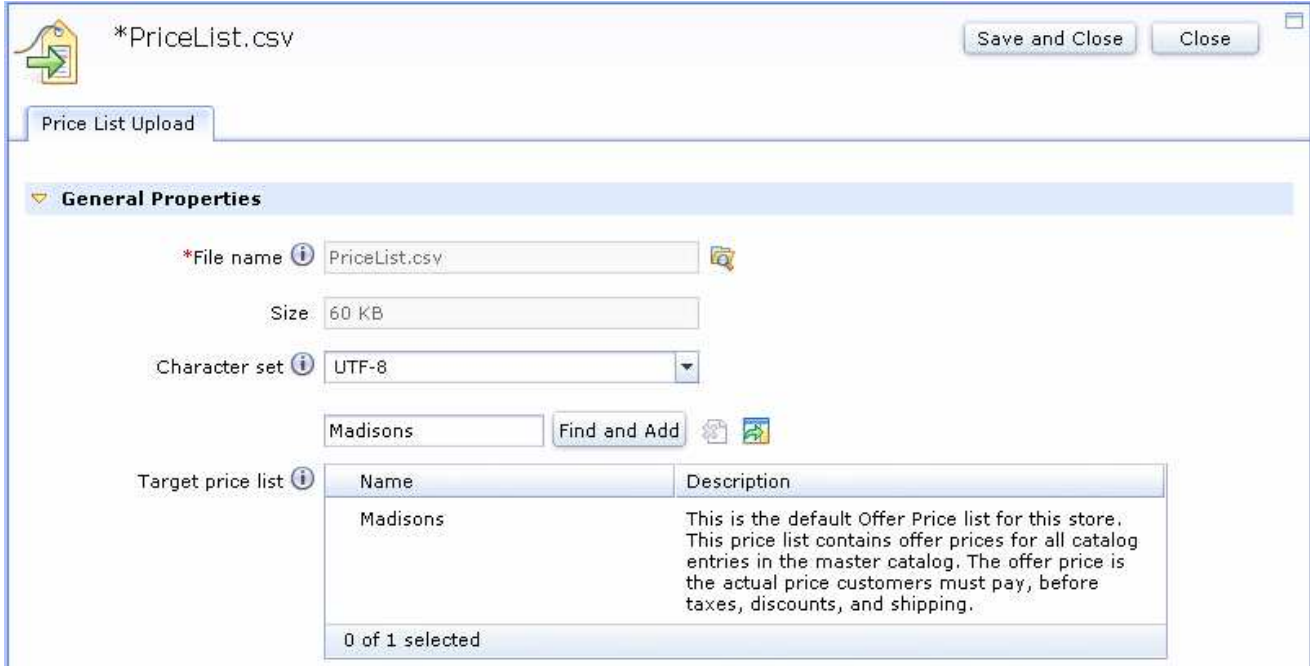 *PriceList.csv
Save and Close
Close
Price List Upload
General Properties
*File name
PriceList.csv
Size
60 KB
Character set
UTF-8
Madisons
Find and Add
Target price list
Name
Description
Madisons
This is the default Offer Price list for this store.
This price list contains offer prices for all catalog
entries in the master catalog. The offer price is
the actual price customers must pay, before
taxes, discounts, and shipping.
0 of 1 selected